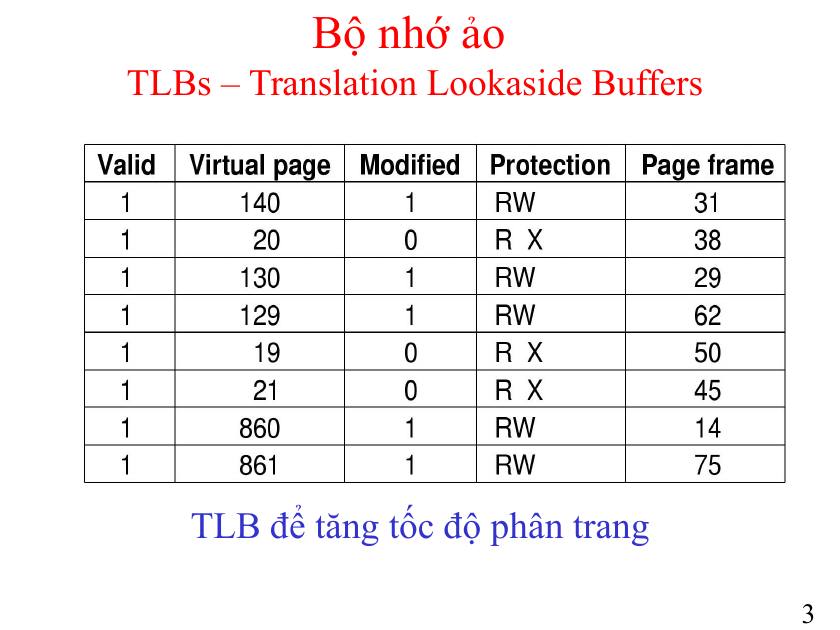 Bộ nhớ ảo
TLBs – Translation Lookaside Buffers
Valid Virtual page Modified Protection Page frame
1 140 1 RW 31
1 20 0 R X 38
1 130 1 RW 29
1 129 1 RW 62
1 19 0 R X 50
1 21 0 R X 45
1 860 1 RW 14
1 861 1 RW 75
TLB để tăng tốc độ phân trang
3